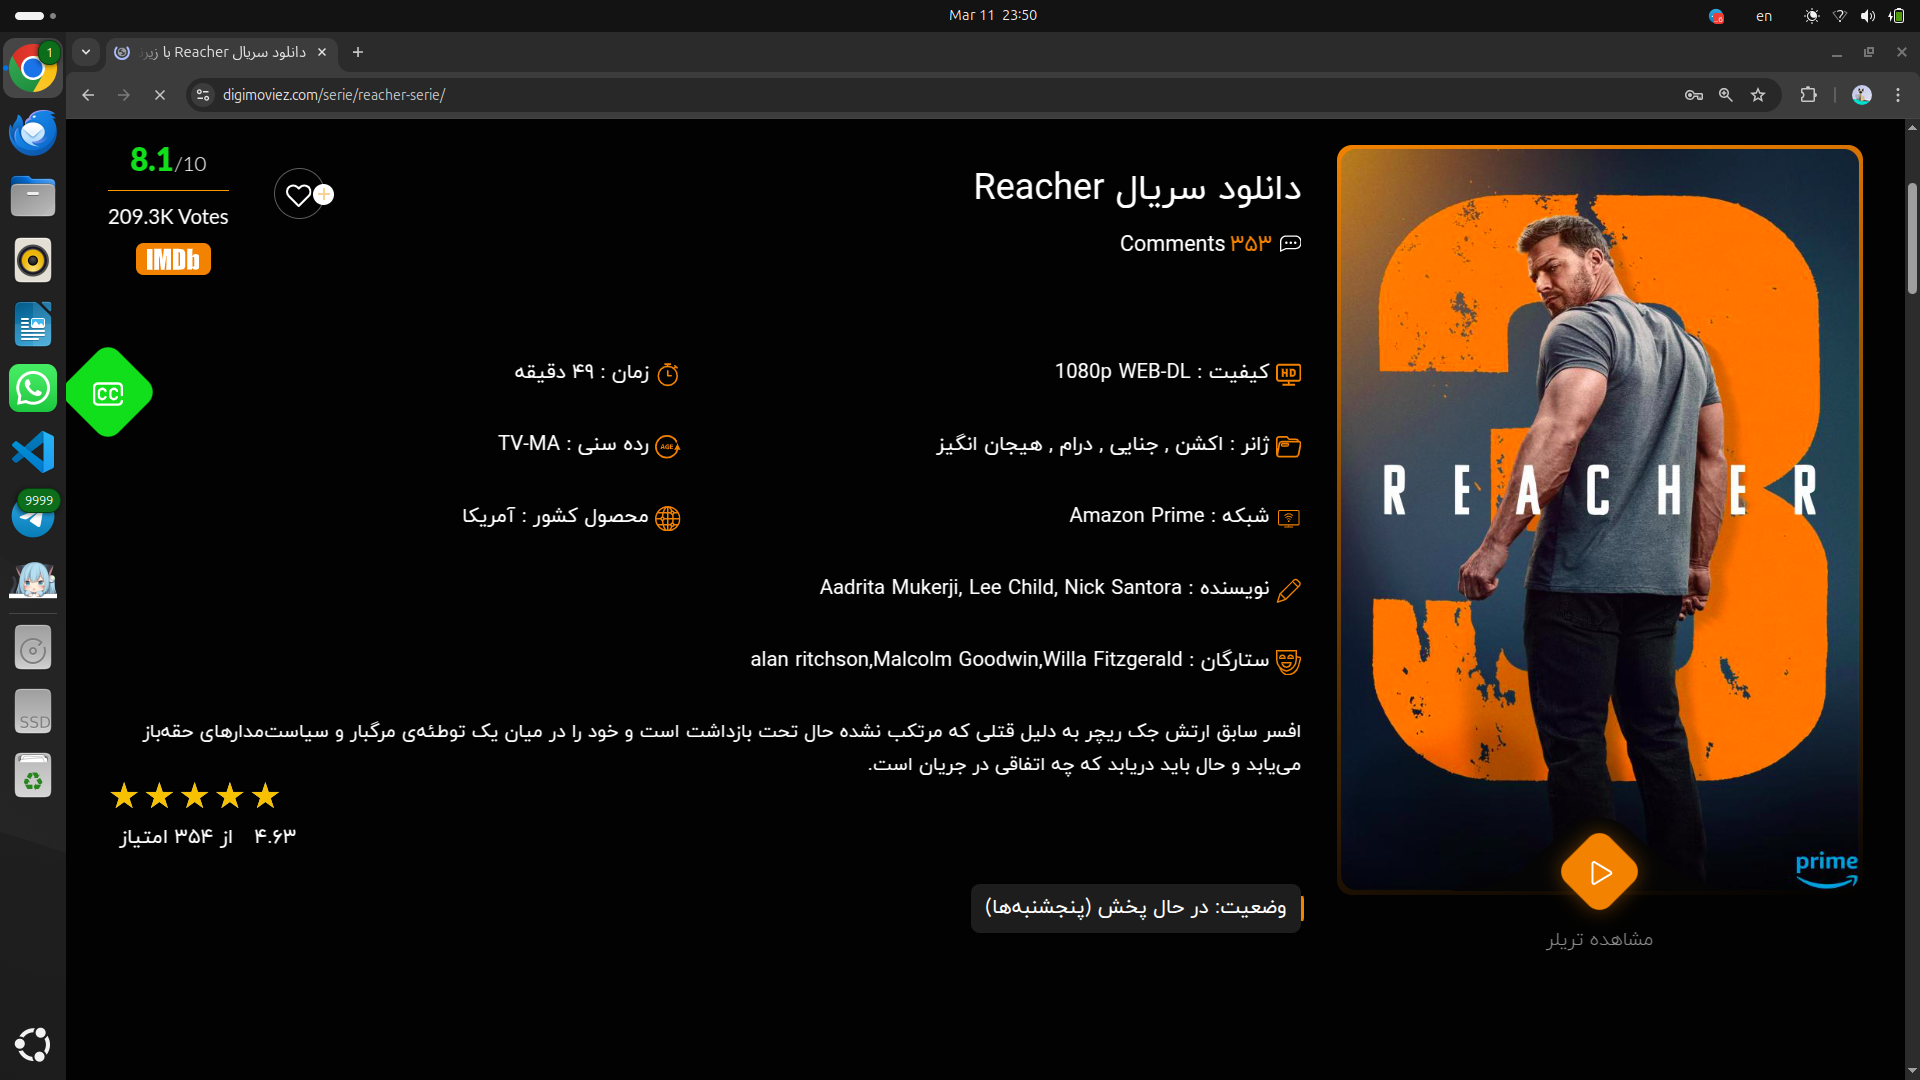 Mar 11 23:50
en
1
دانلود سریال Reacher با زیرن
digimoviez.com/serie/reacher-serie/
8.1/10
209.3K Votes
IMDb
دانلود سریال Reacher
Comments ۳۵۳
CC
کیفیت : 1080p WEB-DL
زمان : ۴۹ دقیقه
ژانر : اکشن , جنایی , درام , هیجان انگیز
رده سنی : TV-MA
شبکه : Amazon Prime
محصول کشور : آمریکا
نویسنده : Aadrita Mukerji, Lee Child, Nick Santora
ستارگان : alan ritchson,Malcolm Goodwin,Willa Fitzgerald
افسر سابق ارتش جک ریچر به دلیل قتلی که مرتکب نشده حال تحت بازداشت است و خود را در میان یک توطئه‌ی مرگبار و سیاست‌مدارهای حقه‌باز
می‌یابد و حال باید دریابد که چه اتفاقی در جریان است.
۴.۶۳ از ۳۵۴ امتیاز
وضعیت: در حال پخش (پنجشنبه‌ها)
3
REACHER
prime
مشاهده تریلر
9999
SSD
HD
AGE